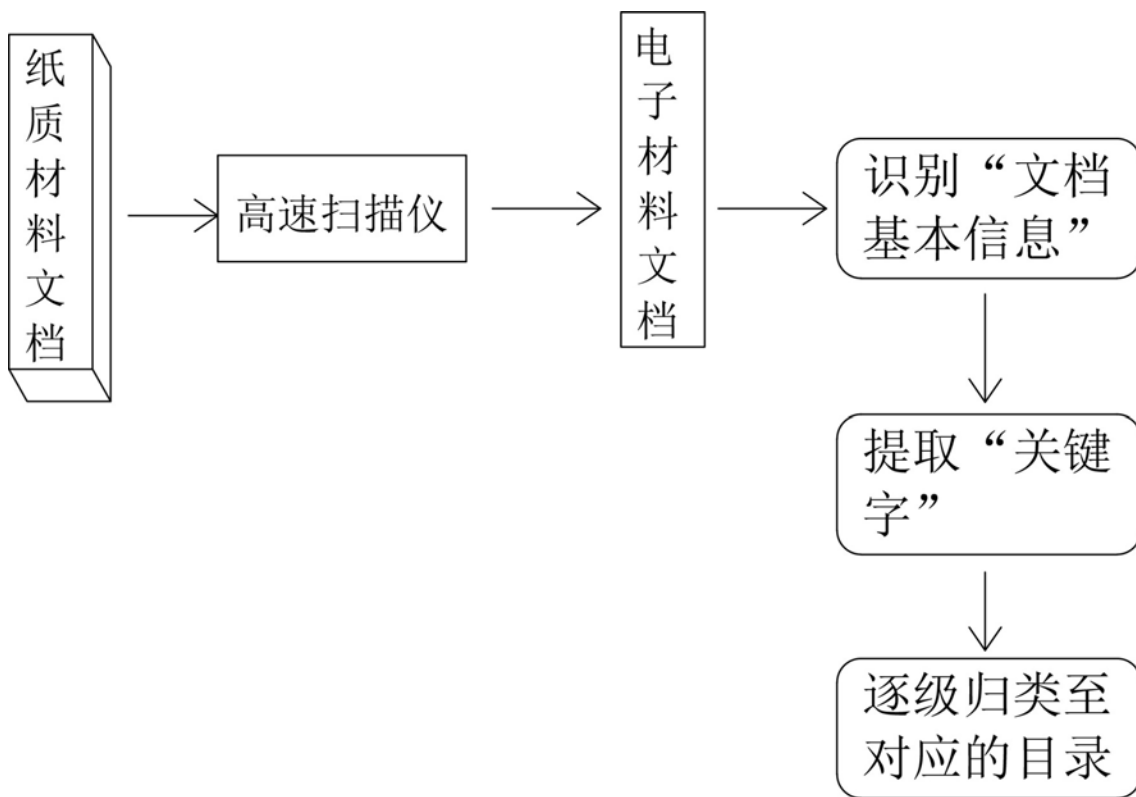 纸质材料文档
高速扫描仪
电子材料文档
识别“文档
基本信息”
提取“关键
字”
逐级归类至
对应的目录